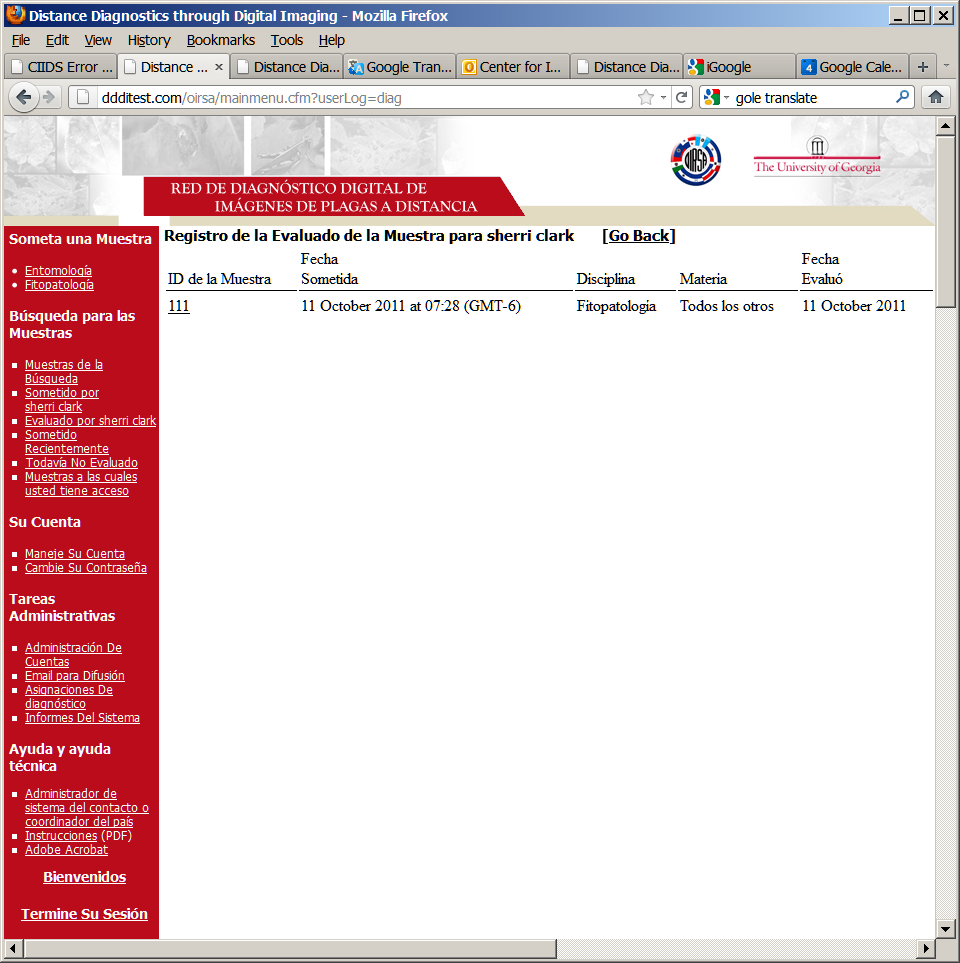 Distance Diagnostics through Digital Imaging - Mozilla Firefox
File Edit View History Bookmarks Tools Help
CIIDS Error ... Distance ... × Distance Dia... Google Tran... Center for I... Distance Dia... iGoogle Google Cale... +
ddditest.com/oirsa/mainmenu.cfm?userLog=diag gole translate
OIRSA
The University of Georgia
RED DE DIAGNÓSTICO DIGITAL DE
IMÁGENES DE PLAGAS A DISTANCIA
Someta una Muestra
Entomología
Fitopatología
Búsqueda para las
Muestras
Muestras de la
Búsqueda
Sometido por
sherri clark
Evaluado por sherri clark
Sometido
Recientemente
Todavía No Evaluado
Muestras a las cuales
usted tiene acceso
Su Cuenta
Maneje Su Cuenta
Cambie Su Contraseña
Tareas
Administrativas
Administración De
Cuentas
Email para Difusión
Asignaciones De
diagnóstico
Informes Del Sistema
Ayuda y ayuda
técnica
Administrador de
sistema del contacto o
coordinador del país
Instrucciones (PDF)
Adobe Acrobat
Bienvenidos
Termine Su Sesión
Registro de la Evaluado de la Muestra para sherri clark [Go Back]
ID de la Muestra Fecha Sometida Disciplina Materia Fecha Evaluó
111 11 October 2011 at 07:28 (GMT-6) Fitopatología Todos los otros 11 October 2011